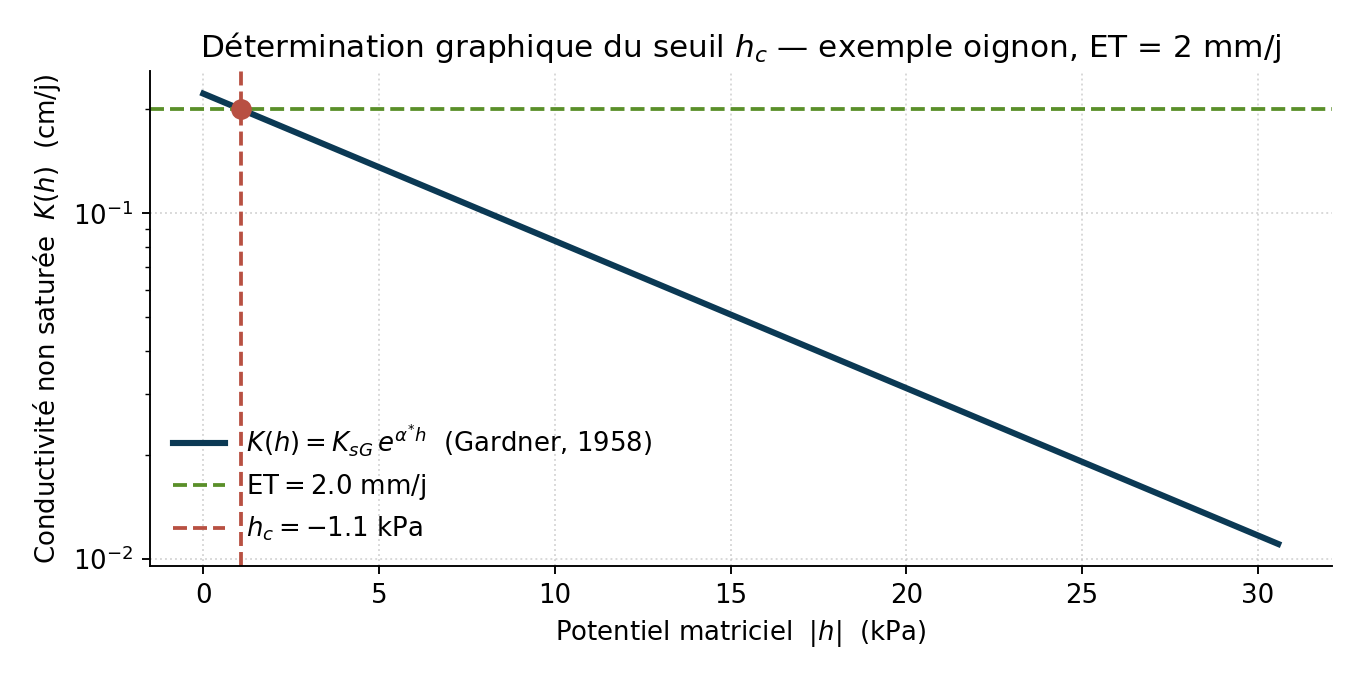 Détermination graphique du seuil $h_c$ — exemple oignon, ET = 2 mm/j
Conductivité non saturée $K(h)$ (cm/j)
$10^{-1}$
$10^{-2}$
$K(h) = K_{sG}\, e^{\alpha^* h}$ (Gardner, 1958)
ET = 2.0 mm/j
$h_c = −1.1$ kPa
0 5 10 15 20 25 30
Potentiel matriciel $|h|$ (kPa)